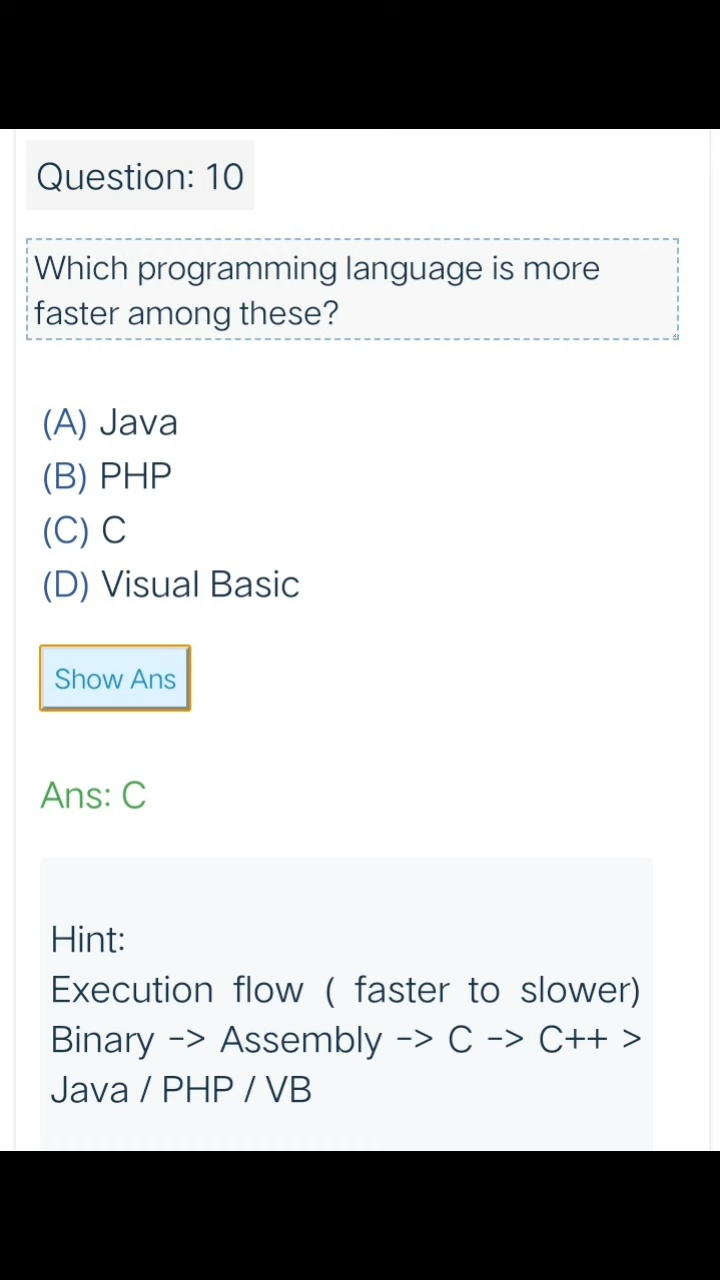 Question: 10
Which programming language is more
faster among these?
(A) Java
(B) PHP
(C) C
(D) Visual Basic
Show Ans
Ans: C
Hint:
Execution flow ( faster to slower)
Binary -> Assembly -> C -> C++ >
Java / PHP / VB